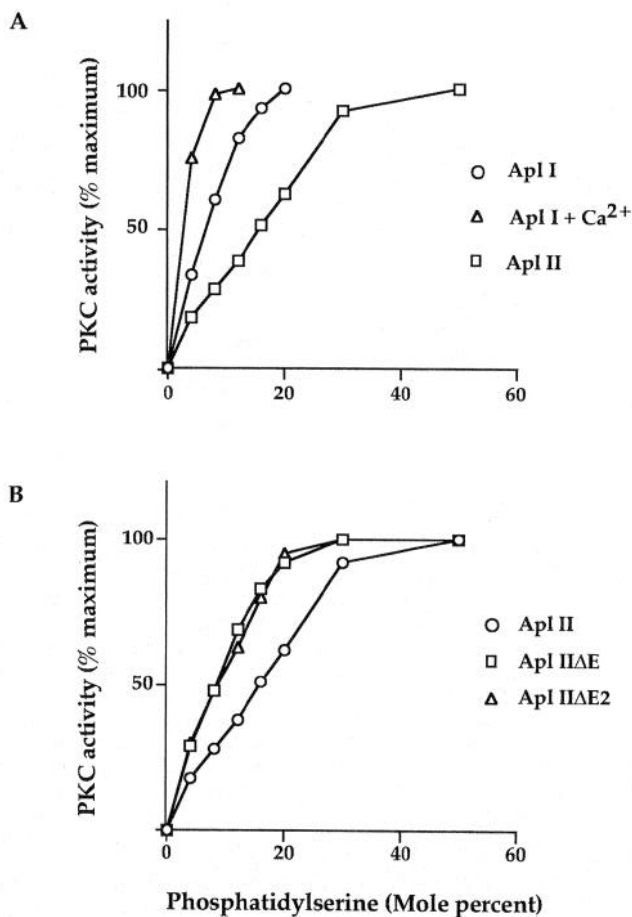 A
PKC activity (% maximum)
100
50
0
20
40
60
Apl I
Apl I + Ca²⁺
Apl II
B
PKC activity (% maximum)
100
50
0
20
40
60
Apl II
Apl IIΔE
Apl IIΔE2
Phosphatidylserine (Mole percent)